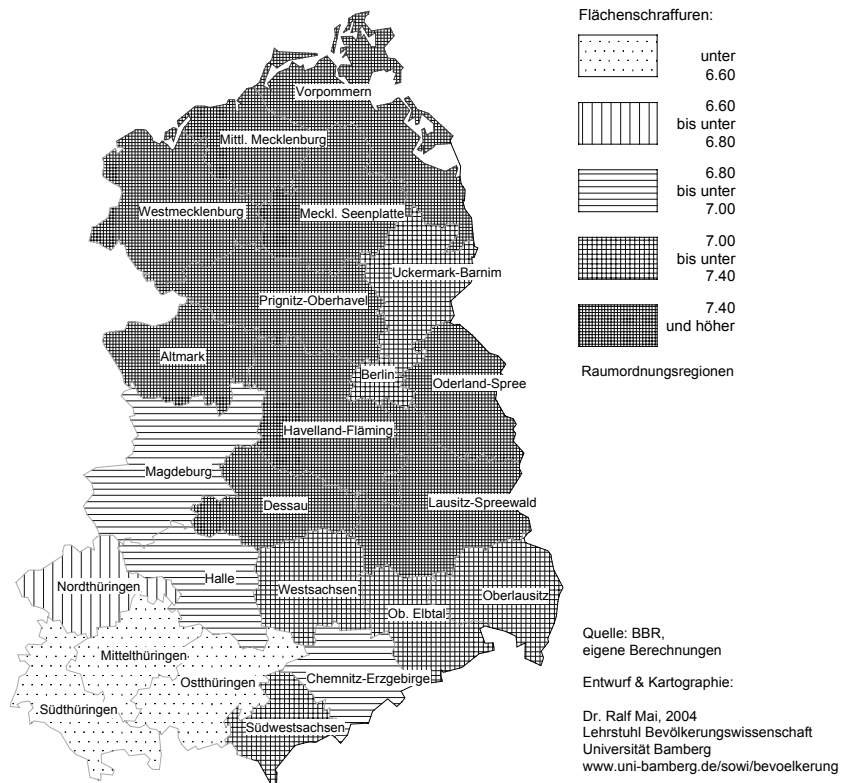 Flächenschraffuren:
unter
6.60
6.60
bis unter
6.80
6.80
bis unter
7.00
7.00
bis unter
7.40
7.40
und höher
Raumordnungsregionen
Vorpommern
Mittl. Mecklenburg
Westmecklenburg
Meckl. Seenplatte
Uckermark-Barnim
Prignitz-Oberhavel
Altmark
Berlin
Oderland-Spree
Havelland-Fläming
Magdeburg
Dessau
Lausitz-Spreewald
Nordthüringen
Halle
Westsachsen
Ob. Elbtal
Oberlausitz
Mittelthüringen
Ostthüringen
Chemnitz-Erzgebirge
Südthüringen
Südwestsachsen
Quelle: BBR,
eigene Berechnungen
Entwurf & Kartographie:
Dr. Ralf Mai, 2004
Lehrstuhl Bevölkerungswissenschaft
Universität Bamberg
www.uni-bamberg.de/sowi/bevoelkerung